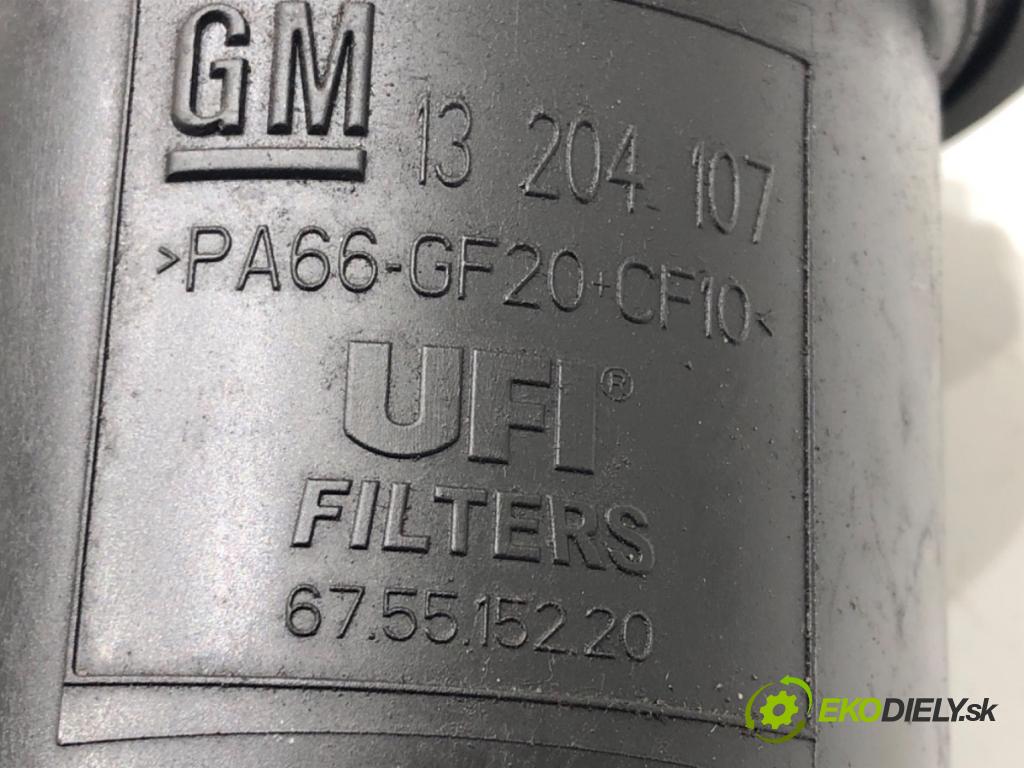 GM 13 204 107
>PA66-GF20+CF10<
UFI®
FILTERS
67.55.152.20
EKODIELY.sk